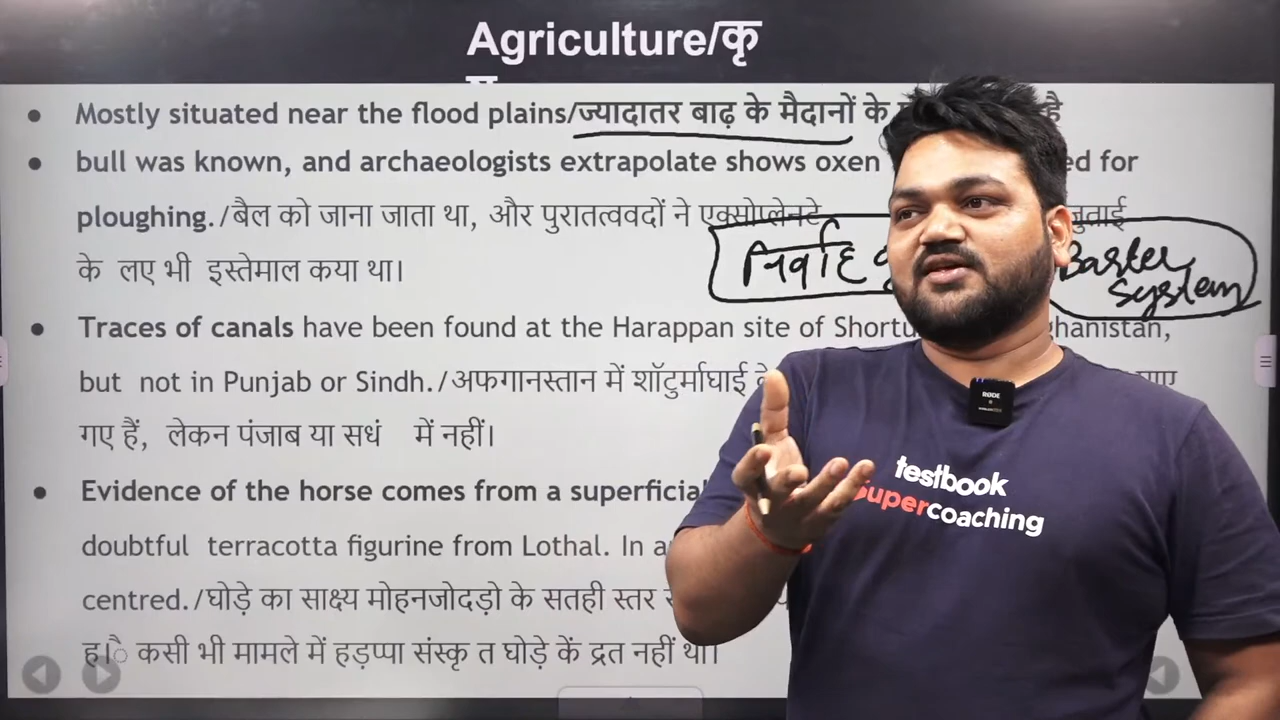 Agriculture/कृ
Mostly situated near the flood plains/ज्यादातर बाढ़ के मैदानों के है
bull was known, and archaeologists extrapolate shows oxen ed for
ploughing./बैल को जाना जाता था, और पुरातत्ववदों ने एक्सोप्लेनटे जुताई
के लए भी इस्तेमाल कया था।
निर्वाह Barter
System
Traces of canals have been found at the Harappan site of Shortu ghanistan,
but not in Punjab or Sindh./अफगानस्तान में शॉटुर्माघाई के
गए हैं, लेकन पंजाब या सधं में नहीं।
Evidence of the horse comes from a superficial
doubtful terracotta figurine from Lothal. In a
centred./घोड़े का साक्ष्य मोहनजोदड़ो के सतही स्तर
ह।ै कसी भी मामले में हड़प्पा संस्कृ त घोड़े कें द्रत नहीं था।
RØDE
testbook
supercoaching